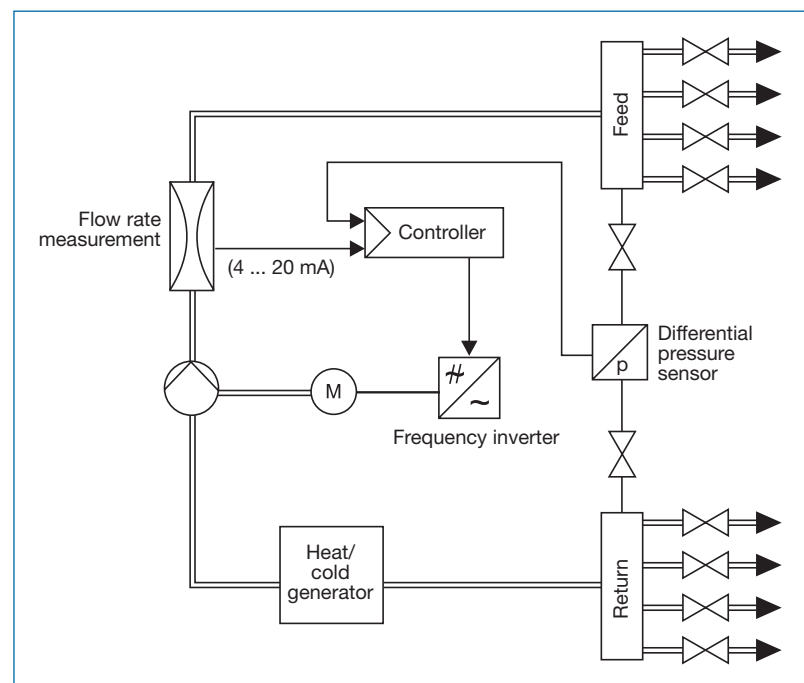 Feed
Flow rate
measurement
Controller
(4 ... 20 mA)
Differential
pressure
sensor
p
M
Frequency inverter
Heat/
cold
generator
Return